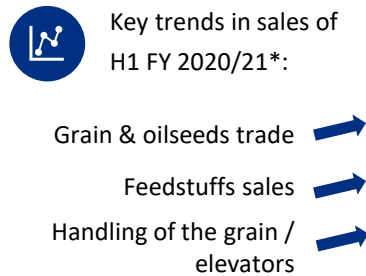 Key trends in sales of
H1 FY 2020/21*:
Grain & oilseeds trade
Feedstuffs sales
Handling of the grain /
elevators